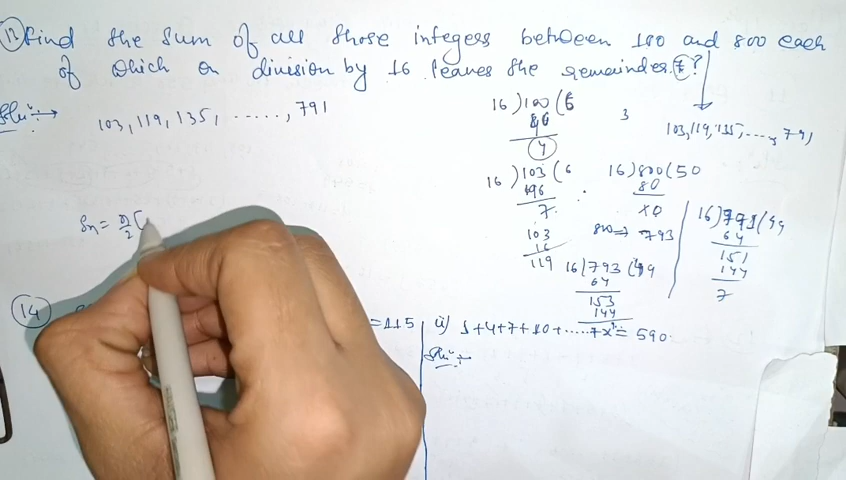 13) Find the sum of all those integers between 100 and 800 each
of which on division by 16 leaves the remainder 7?
Solⁿ:→
103, 119, 135, ......, 791
16)100(6
96
4
3
103, 119, 135, ...., 791
16)103(6
96
7
103
16
119
16)800(50
80
x0
800 ⇒ 793
16)793(49
64
153
144
16)791(49
64
151
144
7
Sn = n/2 [
14)
=115
ii) 1+4+7+10+......+x = 590
Solⁿ:-